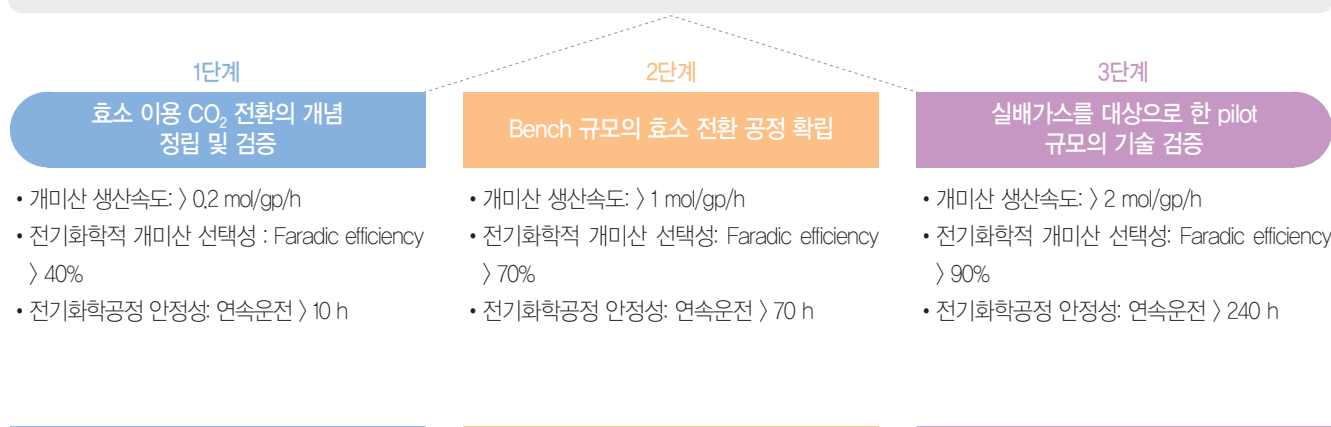 1단계
효소 이용 CO₂ 전환의 개념
정립 및 검증
• 개미산 생산속도: 〉0.2 mol/gp/h
• 전기화학적 개미산 선택성 : Faradic efficiency
〉40%
• 전기화학공정 안정성: 연속운전 〉10 h
2단계
Bench 규모의 효소 전환 공정 확립
• 개미산 생산속도: 〉1 mol/gp/h
• 전기화학적 개미산 선택성: Faradic efficiency
〉70%
• 전기화학공정 안정성: 연속운전 〉70 h
3단계
실배가스를 대상으로 한 pilot
규모의 기술 검증
• 개미산 생산속도: 〉2 mol/gp/h
• 전기화학적 개미산 선택성: Faradic efficiency
〉90%
• 전기화학공정 안정성: 연속운전 〉240 h